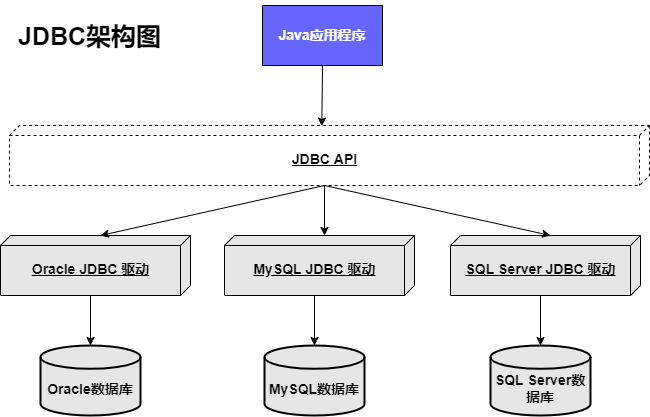 JDBC架构图
Java应用程序
JDBC API
Oracle JDBC 驱动
MySQL JDBC 驱动
SQL Server JDBC 驱动
Oracle数据库
MySQL数据库
SQL Server数
据库